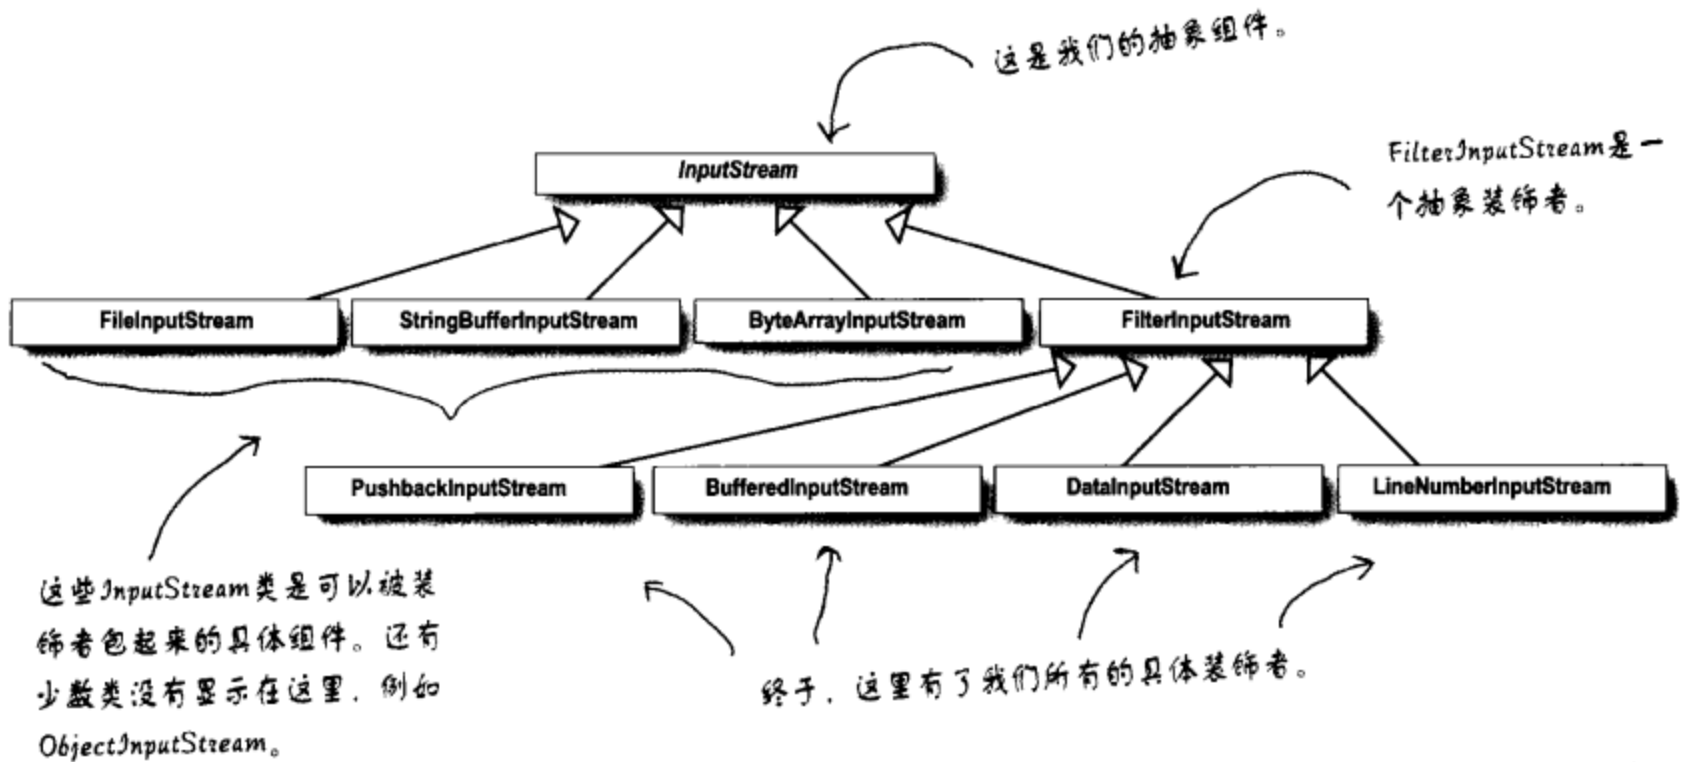 这是我们的抽象组件。
InputStream
FilterInputStream是一
个抽象装饰者。
FileInputStream
StringBufferInputStream
ByteArrayInputStream
FilterInputStream
PushbackInputStream
BufferedInputStream
DataInputStream
LineNumberInputStream
这些InputStream类是可以被装
饰者包起来的具体组件。还有
少数类没有显示在这里，例如
ObjectInputStream。
终于，这里有了我们所有的具体装饰者。